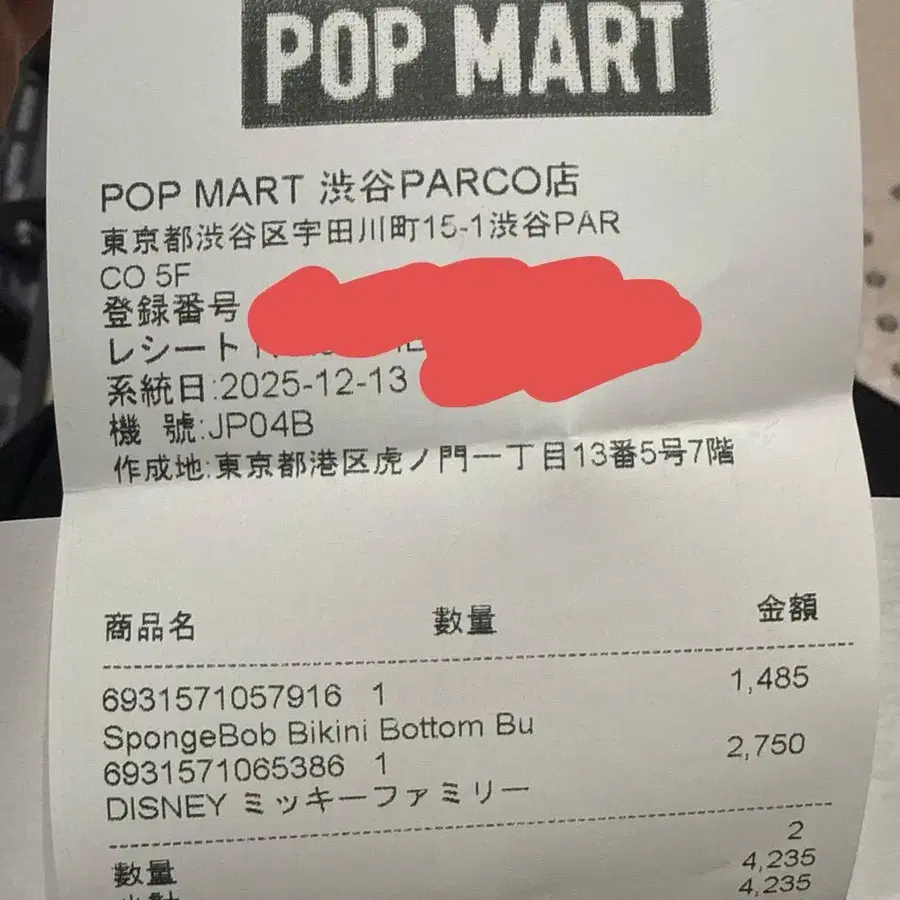 POP MART
POP MART 渋谷PARCO店
東京都渋谷区宇田川町15-1渋谷PAR
CO 5F
登録番号
レシート
系統日:2025-12-13
機 號:JP04B
作成地:東京都港区虎ノ門一丁目13番5号7階
商品名 數量 金額
6931571057916 1 1,485
SpongeBob Bikini Bottom Bu
6931571065386 1 2,750
DISNEY ミッキーファミリー
數量 2
4,235
4,235